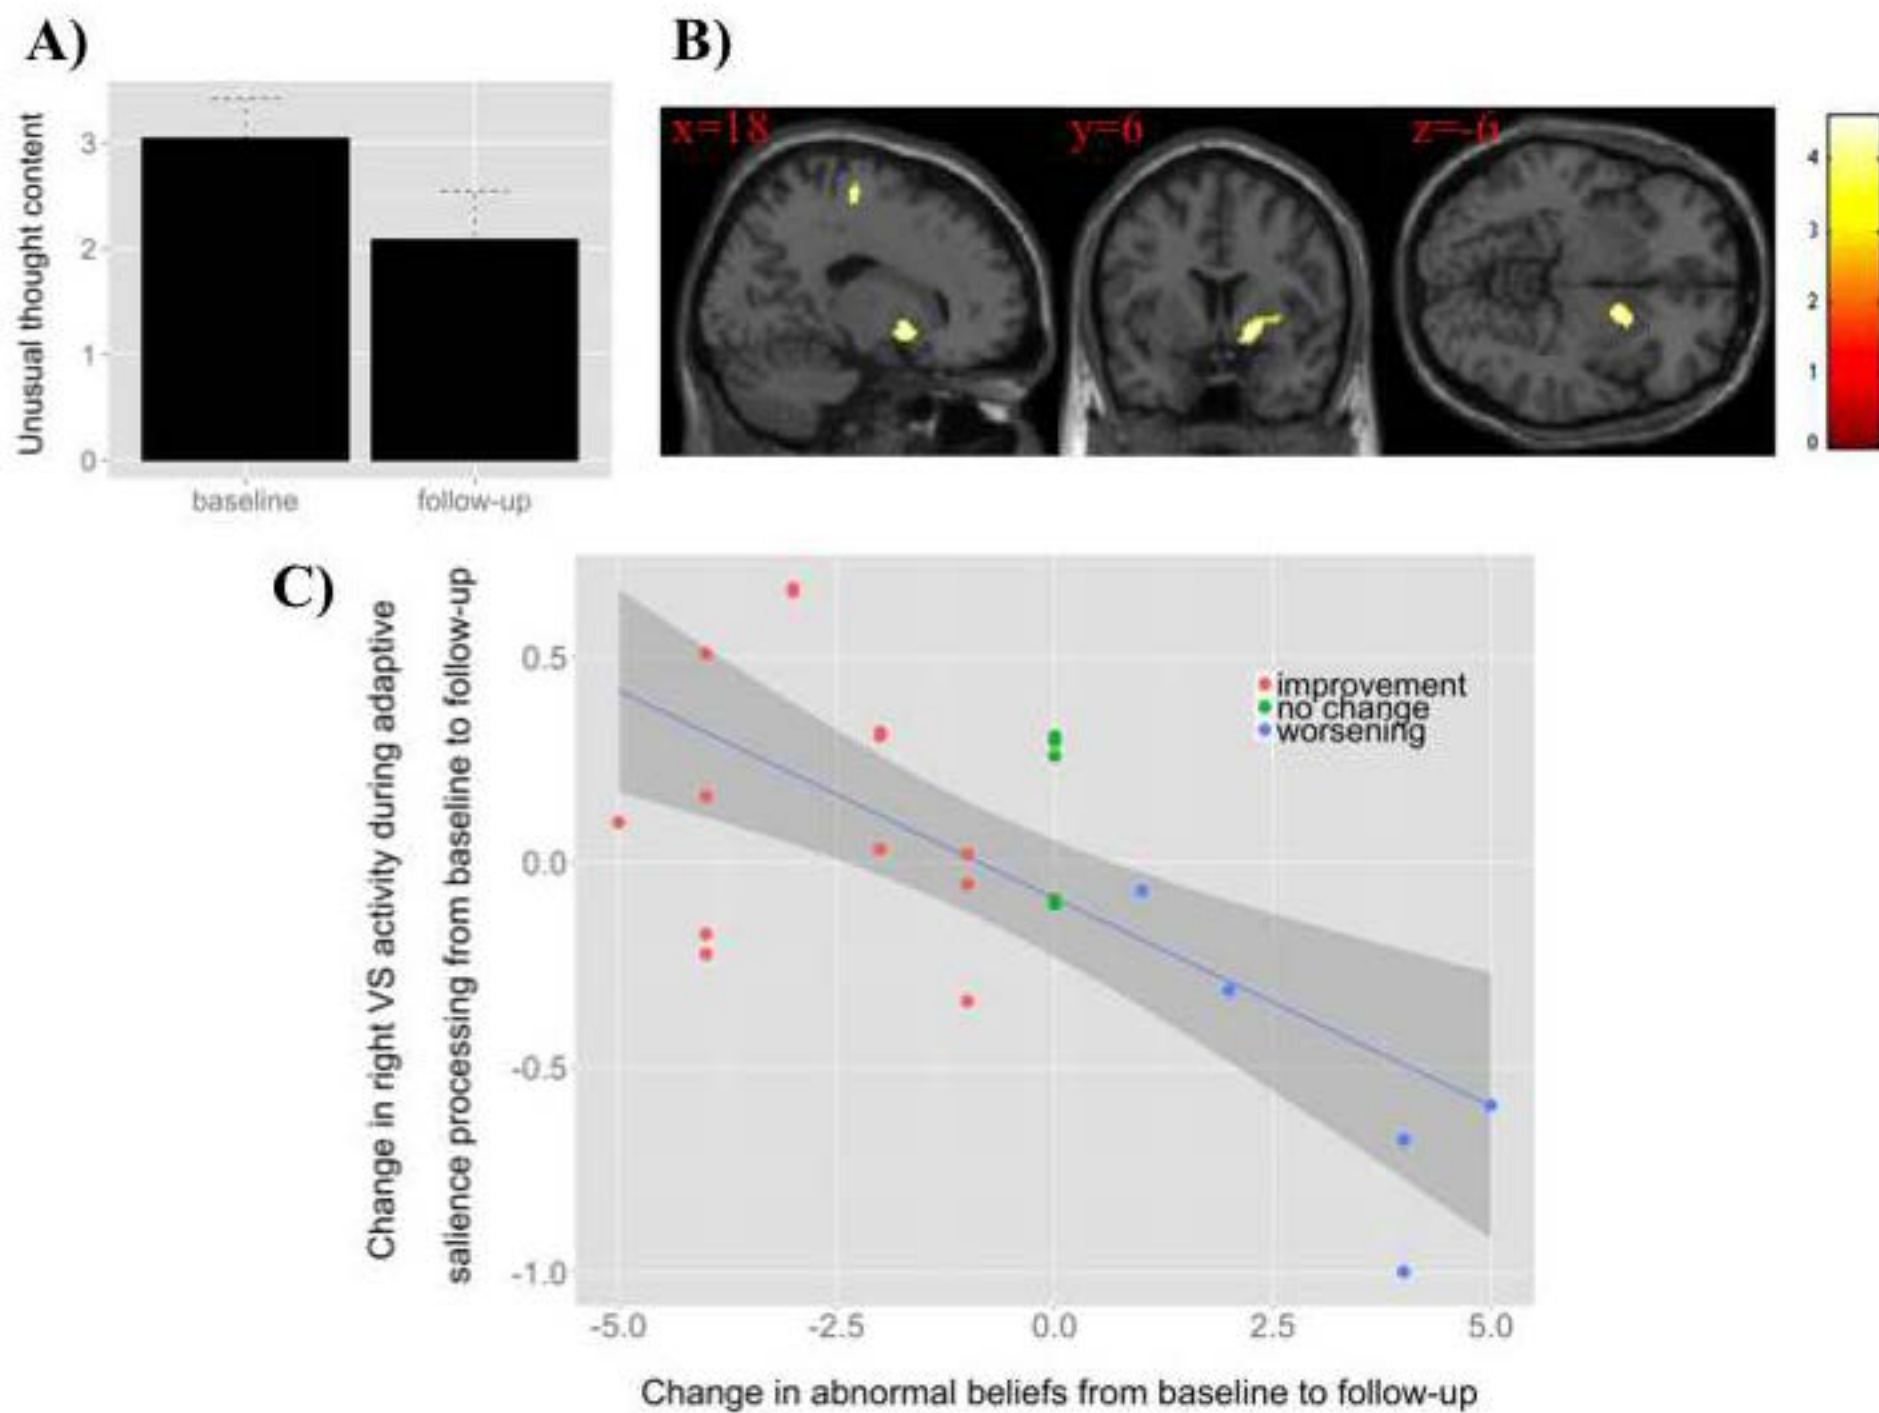 A)
Unusual thought content
3
2
1
0
baseline
follow-up
B)
x=18
y=6
z=-6
4
3
2
1
0
C)
Change in right VS activity during adaptive
salience processing from baseline to follow-up
0.5
0.0
-0.5
-1.0
improvement
no change
worsening
-5.0
-2.5
0.0
2.5
5.0
Change in abnormal beliefs from baseline to follow-up